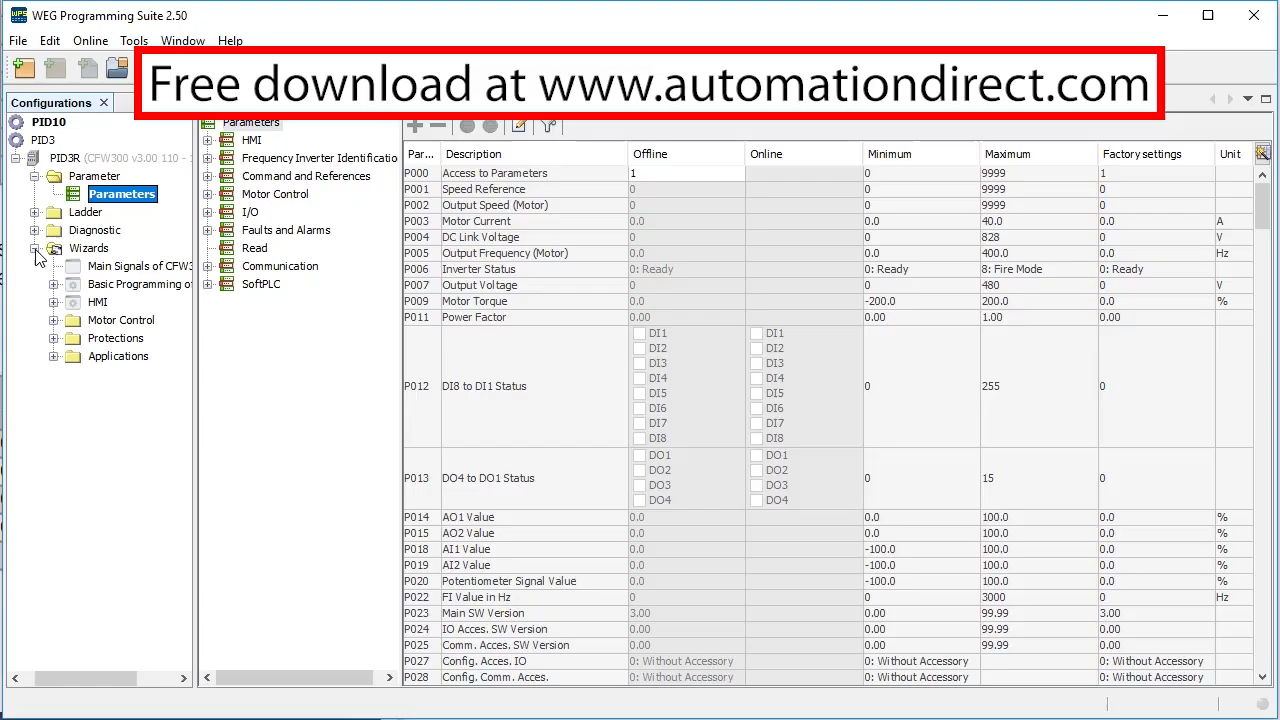 WEG Programming Suite 2.50
File Edit Online Tools Window Help
Free download at www.automationdirect.com
Configurations
PID10
PID3
PID3R (CFW300 v3.00 110 -
Parameter
Parameters
Ladder
Diagnostic
Wizards
Main Signals of CFW3
Basic Programming of
HMI
Motor Control
Protections
Applications
Parameters
HMI
Frequency Inverter Identificatio
Command and References
Motor Control
I/O
Faults and Alarms
Read
Communication
SoftPLC
Par... Description Offline Online Minimum Maximum Factory settings Unit
P000 Access to Parameters 1 0 9999 1
P001 Speed Reference 0 0 9999 0
P002 Output Speed (Motor) 0 0 9999 0
P003 Motor Current 0.0 0.0 40.0 0.0 A
P004 DC Link Voltage 0 0 828 0 V
P005 Output Frequency (Motor) 0.0 0.0 400.0 0.0 Hz
P006 Inverter Status 0: Ready 0: Ready 8: Fire Mode 0: Ready
P007 Output Voltage 0 0 480 0 V
P009 Motor Torque 0.0 -200.0 200.0 0.0 %
P011 Power Factor 0.00 0.00 1.00 0.00
DI1 DI1
DI2 DI2
DI3 DI3
DI4 DI4
P012 DI8 to DI1 Status 0 255 0
DI5 DI5
DI6 DI6
DI7 DI7
DI8 DI8
DO1 DO1
DO2 DO2
P013 DO4 to DO1 Status 0 15 0
DO3 DO3
DO4 DO4
P014 AO1 Value 0.0 0.0 100.0 0.0 %
P015 AO2 Value 0.0 0.0 100.0 0.0 %
P018 AI1 Value 0.0 -100.0 100.0 0.0 %
P019 AI2 Value 0.0 -100.0 100.0 0.0 %
P020 Potentiometer Signal Value 0.0 -100.0 100.0 0.0 %
P022 FI Value in Hz 0 0 3000 0 Hz
P023 Main SW Version 3.00 0.00 99.99 3.00
P024 IO Acces. SW Version 0.00 0.00 99.99 0.00
P025 Comm. Acces. SW Version 0.00 0.00 99.99 0.00
P027 Config. Acces. IO 0: Without Accessory 0: Without Accessory 0: Without Accessory
P028 Config. Comm. Acces. 0: Without Accessory 0: Without Accessory 0: Without Accessory